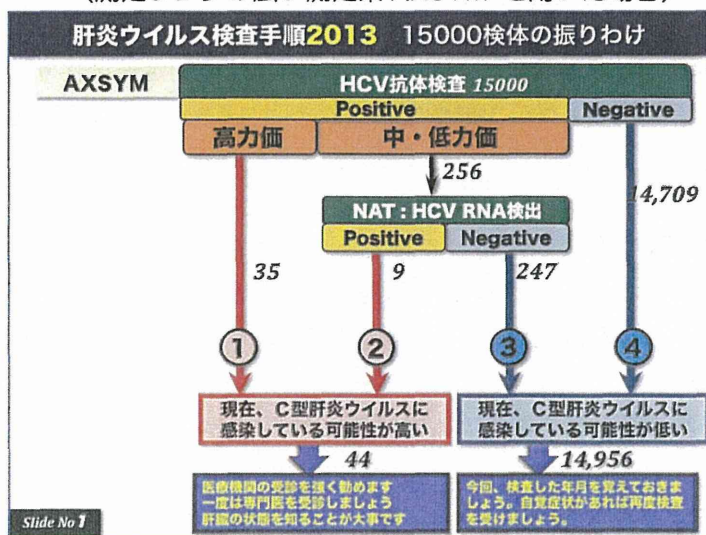 肝炎ウイルス検査手順2013 15000検体の振りわけ
AXSYM
HCV抗体検査 15000
Positive
Negative
高力価
中・低力価
256
14,709
NAT：HCV RNA検出
Positive
Negative
35
9
247
①
②
③
④
現在、C型肝炎ウイルスに
感染している可能性が高い
現在、C型肝炎ウイルスに
感染している可能性が低い
44
14,956
医療機関の受診を強く勧めます
一度は専門医を受診しましょう
肝臓の状態を知ることが大事です
今回、検査した年月を覚えておきま
しょう。自覚症状があれば再度検査
を受けましょう。
Slide No 1